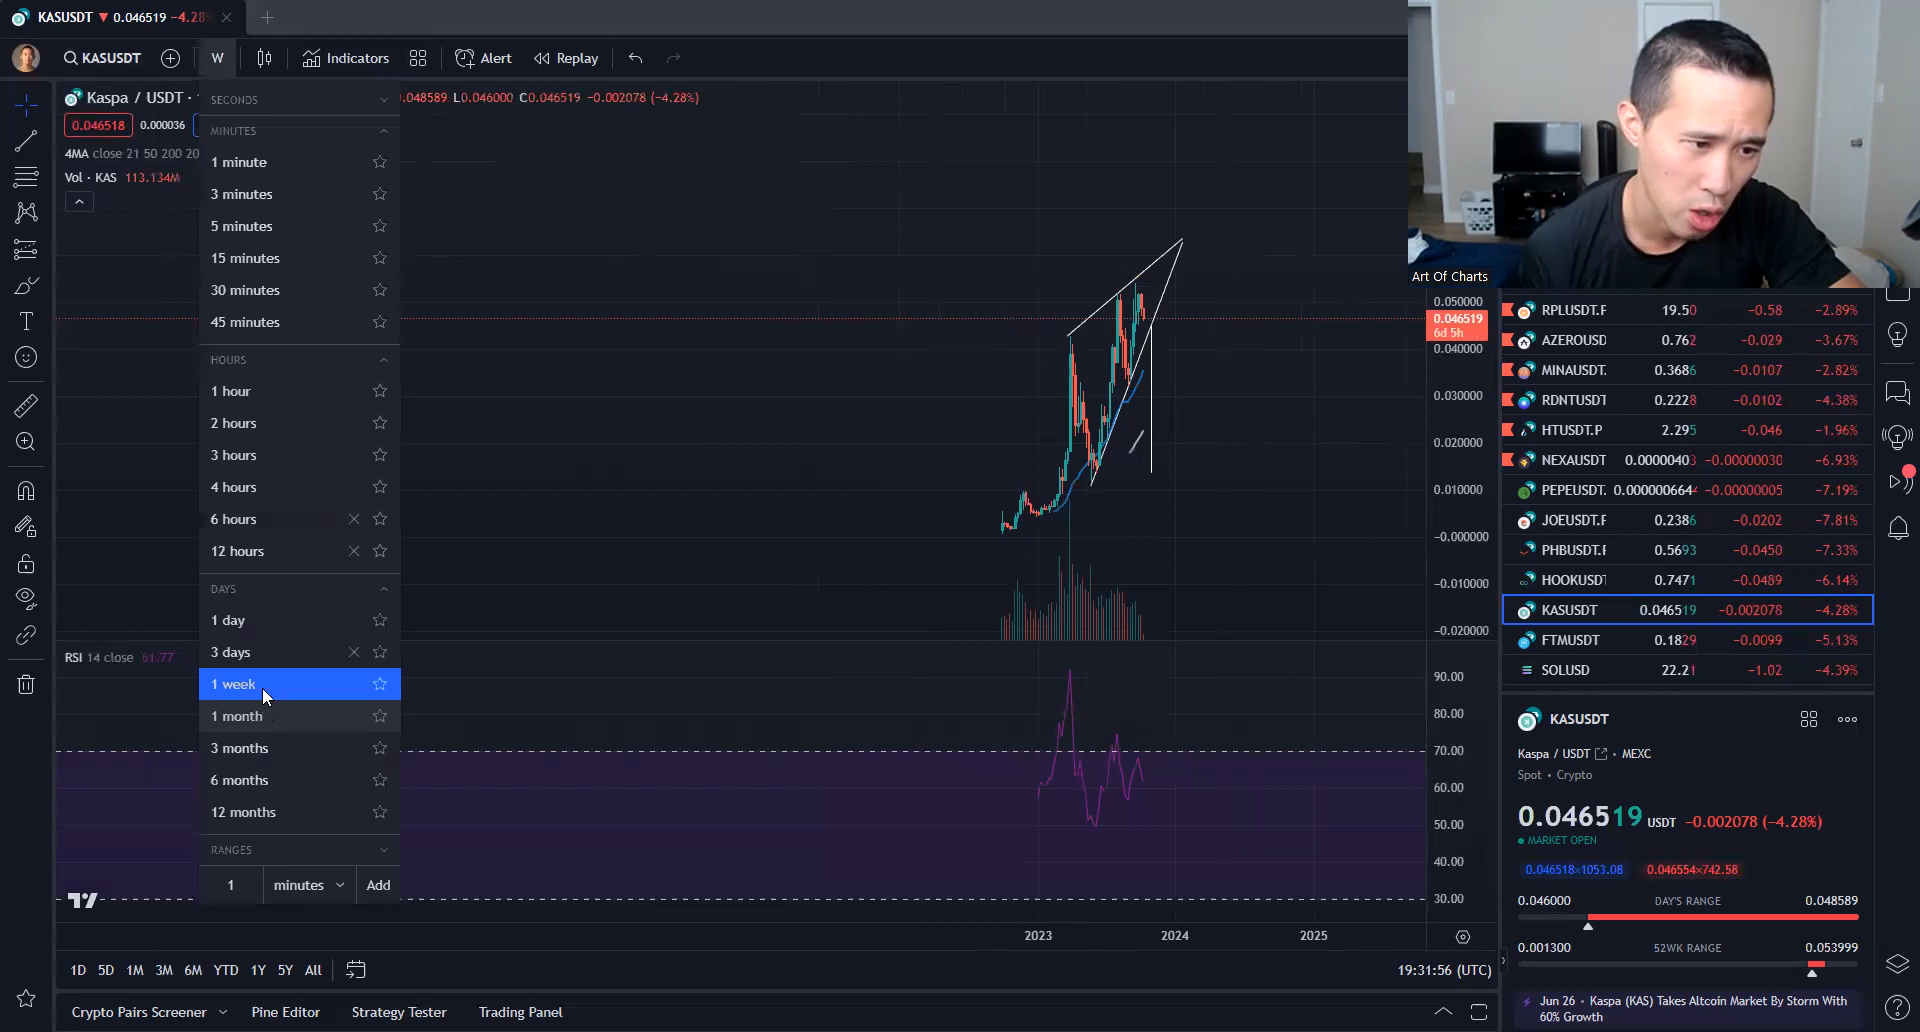 KASUSDT ▼ 0.046519 −4.28
KASUSDT
W
Indicators
Alert
Replay
Kaspa / USDT ·
.048589 L0.046000 C0.046519 −0.002078 (−4.28%)
0.046518
0.000036
4MA close 21 50 200 20
Vol · KAS 113.134M
SECONDS
MINUTES
1 minute
3 minutes
5 minutes
15 minutes
30 minutes
45 minutes
HOURS
1 hour
2 hours
3 hours
4 hours
6 hours
12 hours
DAYS
1 day
3 days
1 week
1 month
3 months
6 months
12 months
RANGES
1 minutes Add
RSI 14 close 61.77
0.050000
0.046519
6d 5h
0.040000
0.030000
0.020000
0.010000
−0.000000
−0.010000
−0.020000
90.00
80.00
70.00
60.00
50.00
40.00
30.00
2023 2024 2025
1D 5D 1M 3M 6M YTD 1Y 5Y All
19:31:56 (UTC)
Crypto Pairs Screener Pine Editor Strategy Tester Trading Panel
Art Of Charts
RPLUSDT.P 19.50 −0.58 −2.89%
AZEROUSD 0.762 −0.029 −3.67%
MINAUSDT. 0.3686 −0.0107 −2.82%
RDNTUSDT 0.2228 −0.0102 −4.38%
HTUSDT.P 2.295 −0.046 −1.96%
NEXAUSDT 0.00000403 −0.00000030 −6.93%
PEPEUSDT. 0.0000006644 −0.00000005 −7.19%
JOEUSDT.F 0.2386 −0.0202 −7.81%
PHBUSDT.F 0.5693 −0.0450 −7.33%
HOOKUSDT 0.7471 −0.0489 −6.14%
KASUSDT 0.046519 −0.002078 −4.28%
FTMUSDT 0.1829 −0.0099 −5.13%
SOLUSD 22.21 −1.02 −4.39%
KASUSDT
Kaspa / USDT • MEXC
Spot • Crypto
0.046519 USDT −0.002078 (−4.28%)
MARKET OPEN
0.046518×1053.08 0.046554×742.58
0.046000 DAY'S RANGE 0.048589
0.001300 52WK RANGE 0.053999
Jun 26 • Kaspa (KAS) Takes Altcoin Market By Storm With
60% Growth